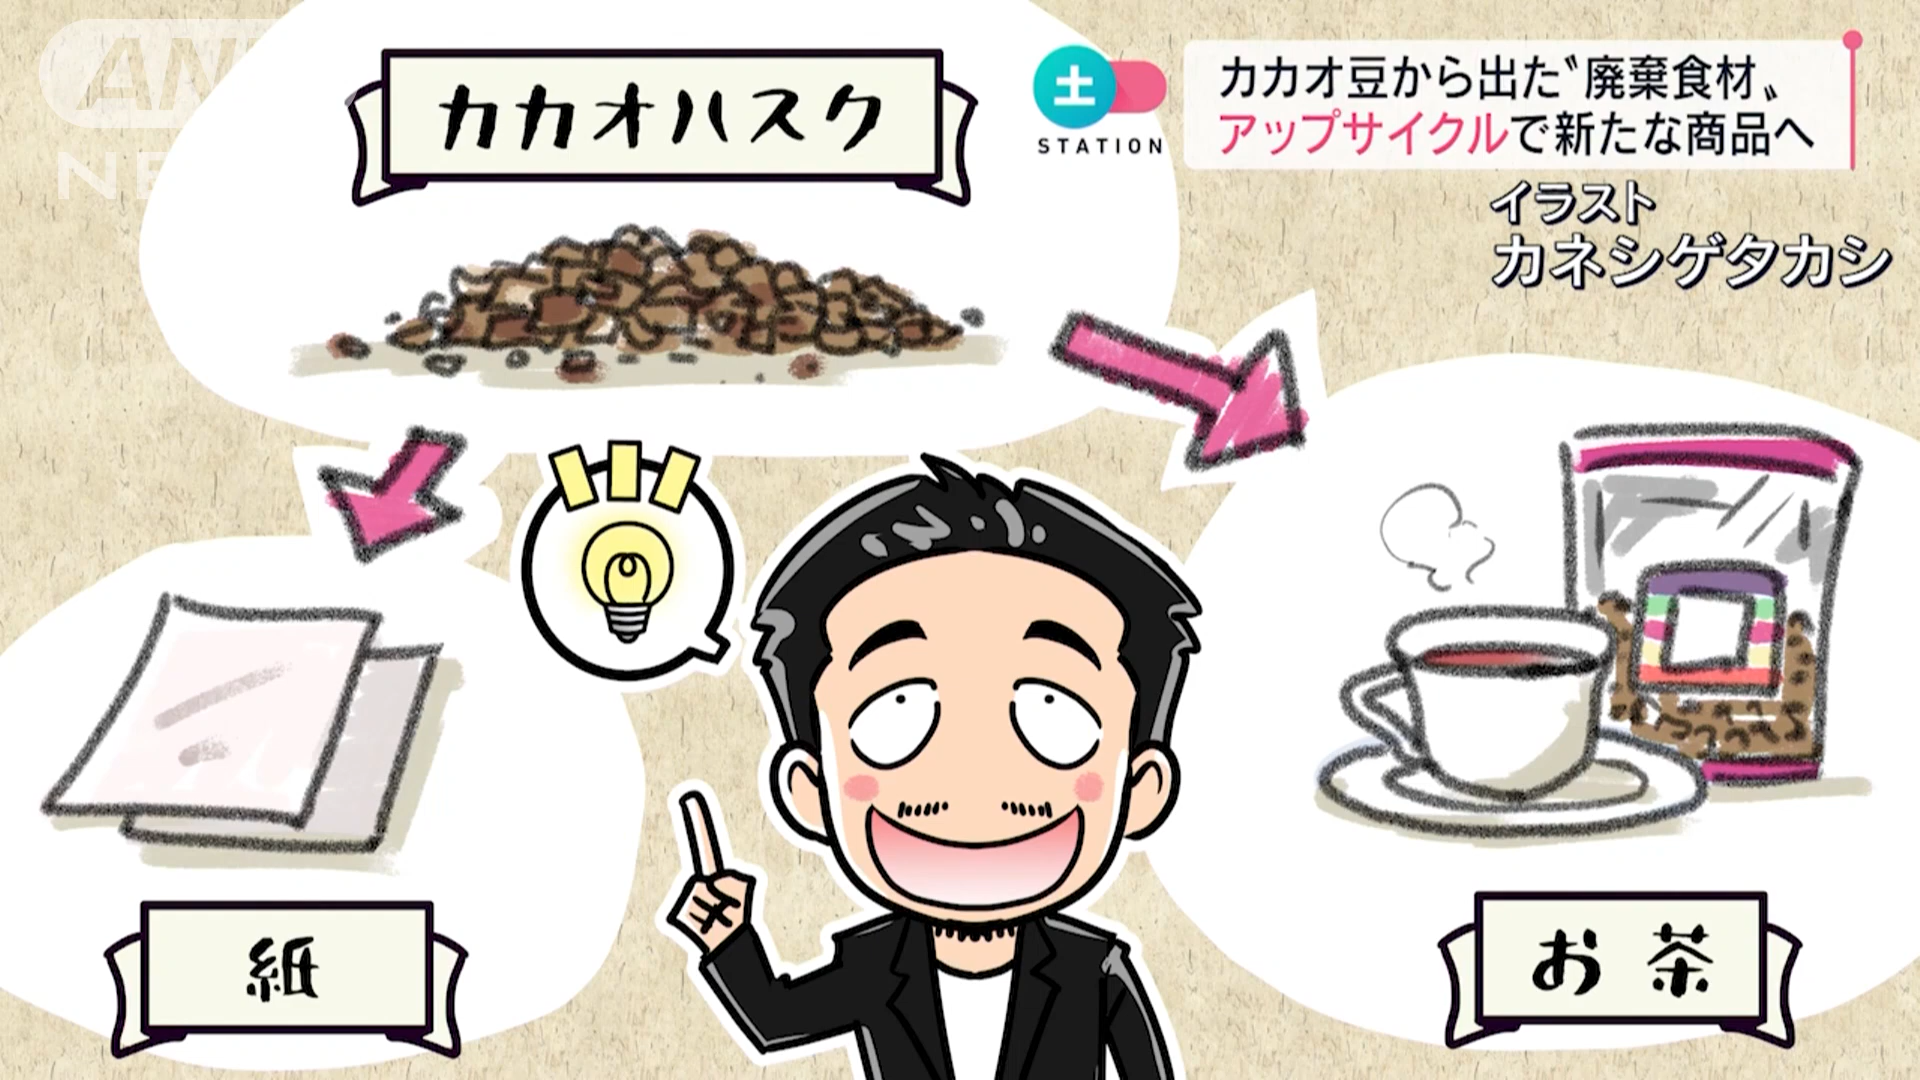 ANN
NEWS
カカオハスク
土
STATION
カカオ豆から出た〝廃棄食材〟
アップサイクルで新たな商品へ
イラスト
カネシゲタカシ
紙
お茶